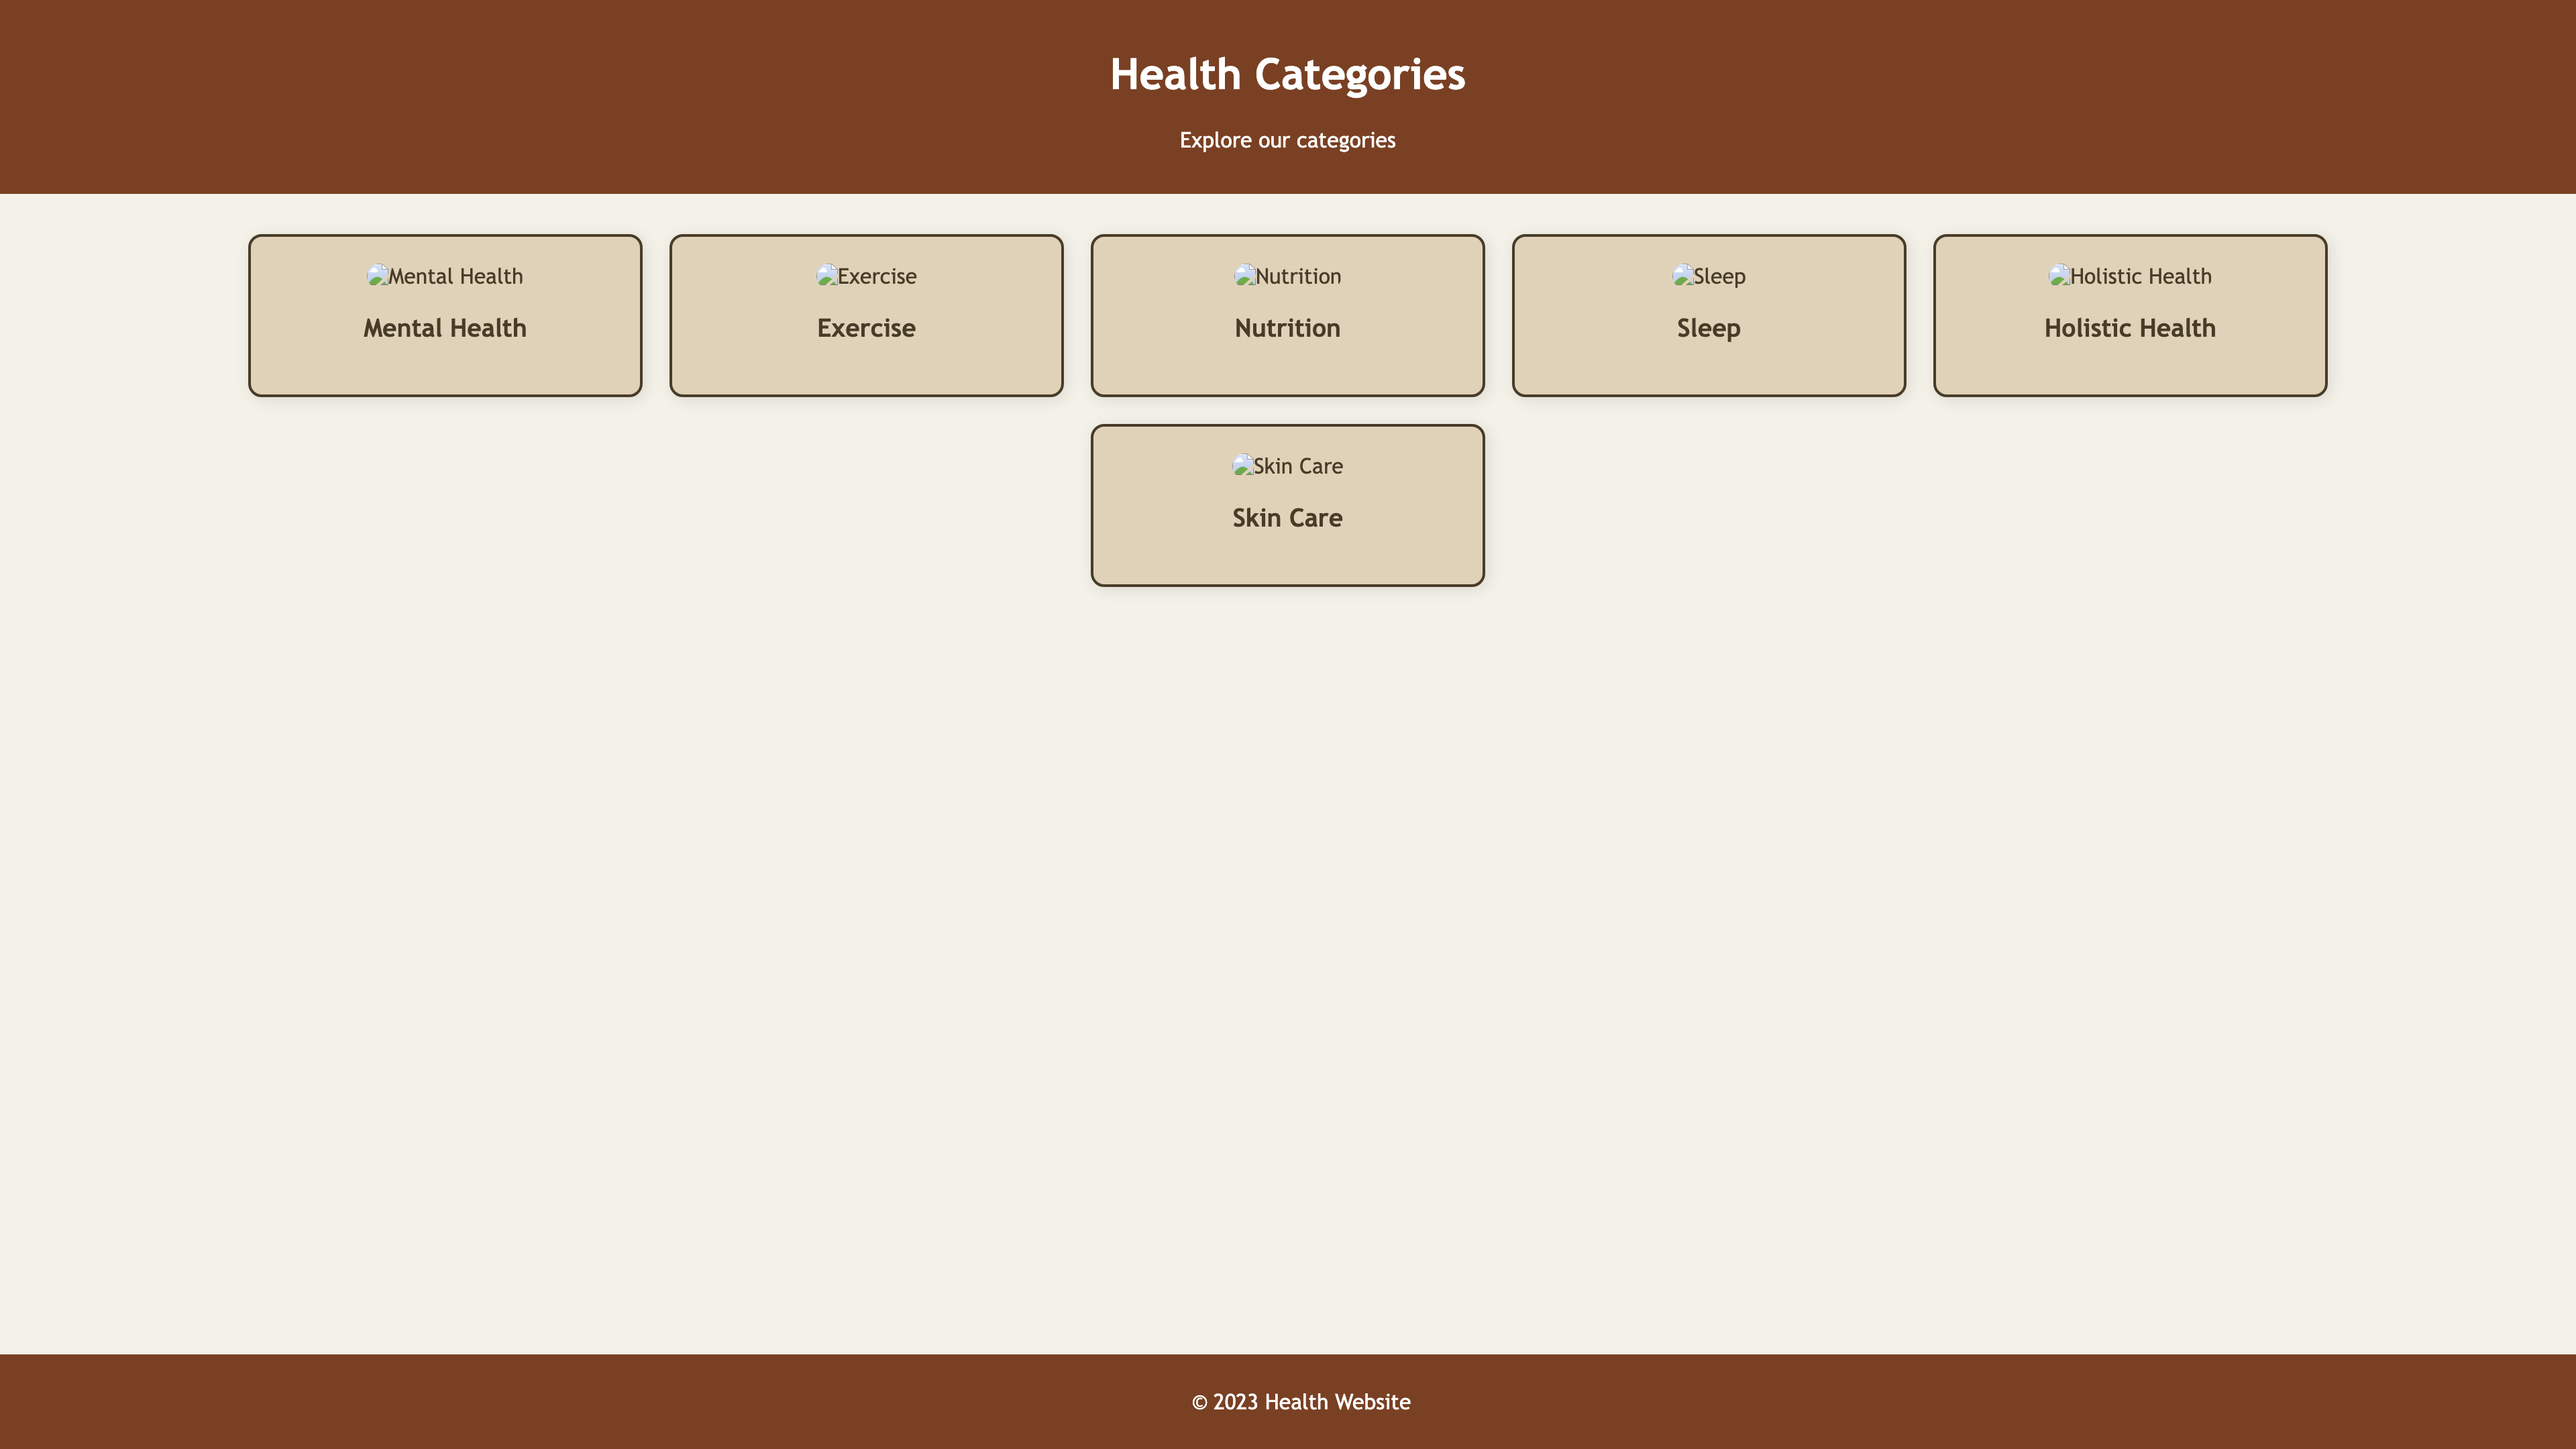 Health Categories
Explore our categories
Mental Health
Mental Health
Exercise
Exercise
Nutrition
Nutrition
Sleep
Sleep
Holistic Health
Holistic Health
Skin Care
Skin Care
© 2023 Health Website